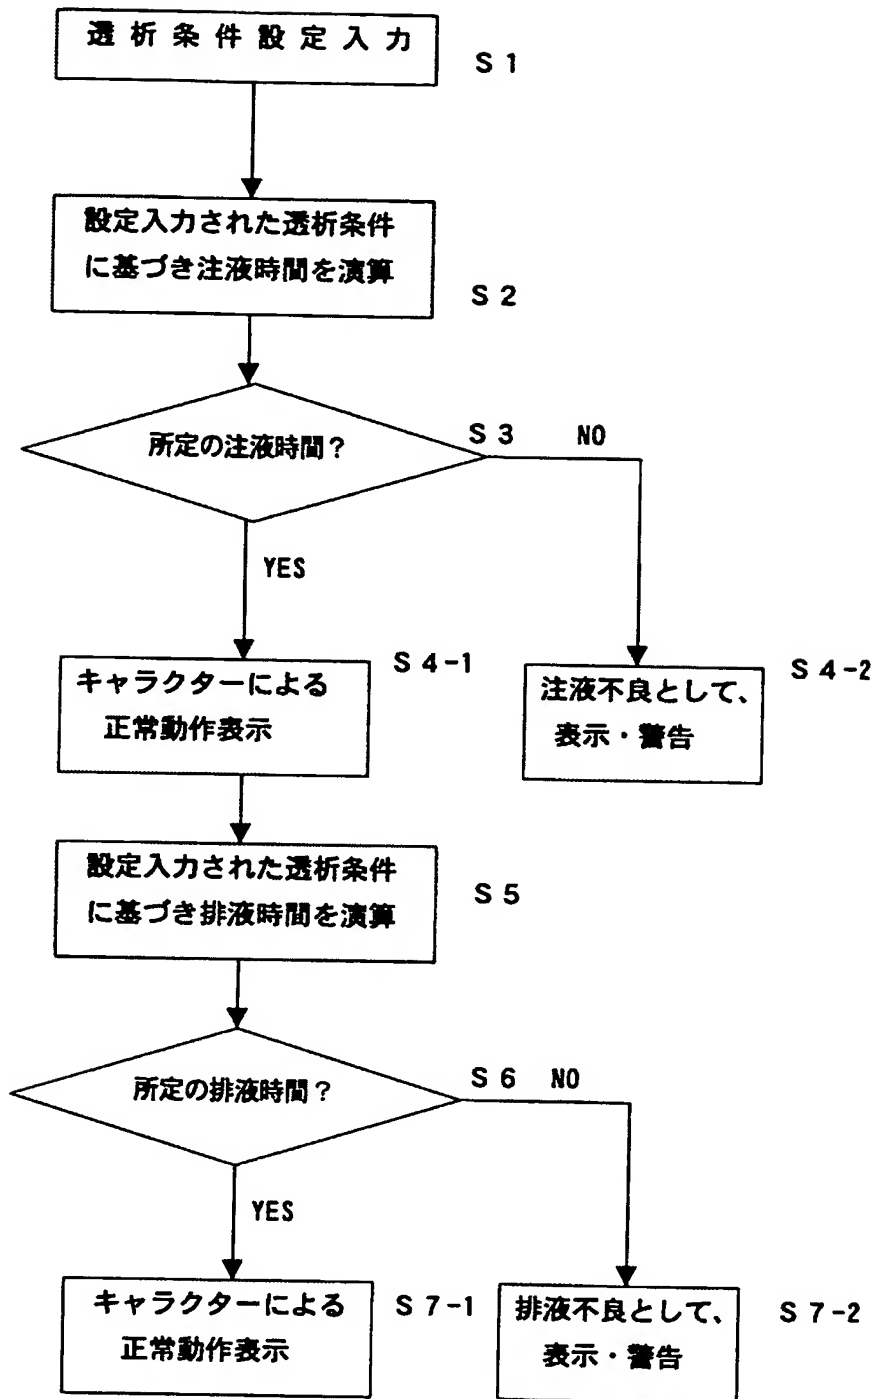 透析条件設定入力
S1
設定入力された透析条件
に基づき注液時間を演算
S2
所定の注液時間？
S3
NO
YES
キャラクターによる
正常動作表示
S4-1
注液不良として、
表示・警告
S4-2
設定入力された透析条件
に基づき排液時間を演算
S5
所定の排液時間？
S6
NO
YES
キャラクターによる
正常動作表示
S7-1
排液不良として、
表示・警告
S7-2